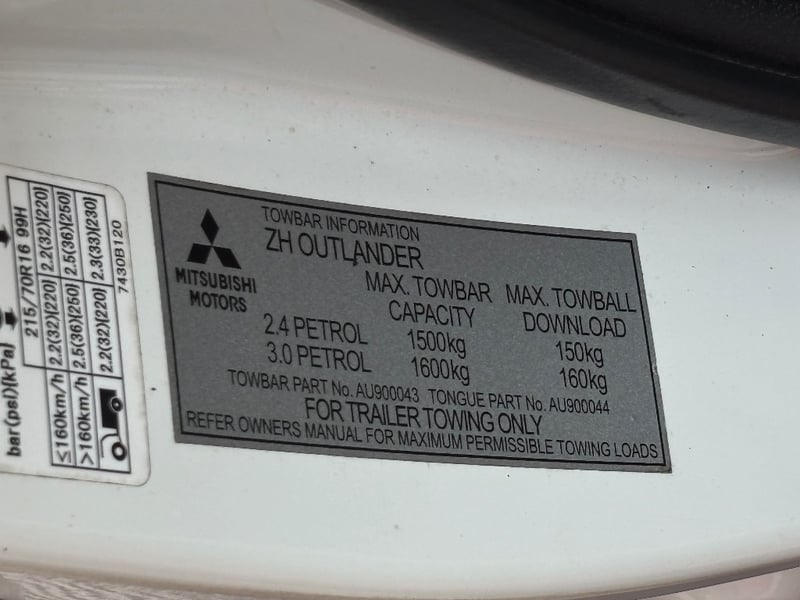 TOWBAR INFORMATION
ZH OUTLANDER
MITSUBISHI
MOTORS
MAX. TOWBAR MAX. TOWBALL
CAPACITY DOWNLOAD
2.4 PETROL 1500kg 150kg
3.0 PETROL 1600kg 160kg
TOWBAR PART No. AU900043 TONGUE PART No. AU900044
FOR TRAILER TOWING ONLY
REFER OWNERS MANUAL FOR MAXIMUM PERMISSIBLE TOWING LOADS
bar(psi)[kPa] 215/70R16 99H
≤160km/h 2.2(32)[220] 2.2(32)[220]
>160km/h 2.5(36)[250] 2.5(36)[250]
2.2(32)[220] 2.3(33)[230]
7430B120